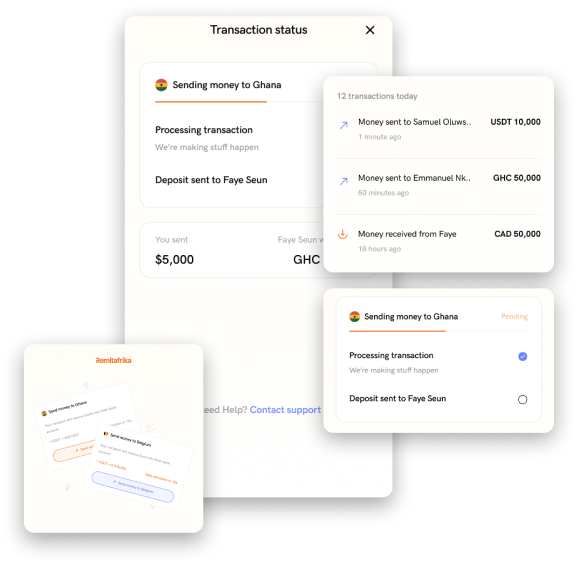 Transaction status
Sending money to Ghana
Processing transaction
We're making stuff happen
Deposit sent to Faye Seun
You sent
Faye Seun
$5,000
GHC
eed Help? Contact support
12 transactions today
Money sent to Samuel Oluws..
USDT 10,000
1 minute ago
Money sent to Emmanuel Nk..
GHC 50,000
50 minutes ago
Money received from Faye
CAD 50,000
18 hours ago
Sending money to Ghana
Pending
Processing transaction
We're making stuff happen
Deposit sent to Faye Seun
Remitafrika
Send money to Ghana
Send money to Belgium
Send money to Belgium